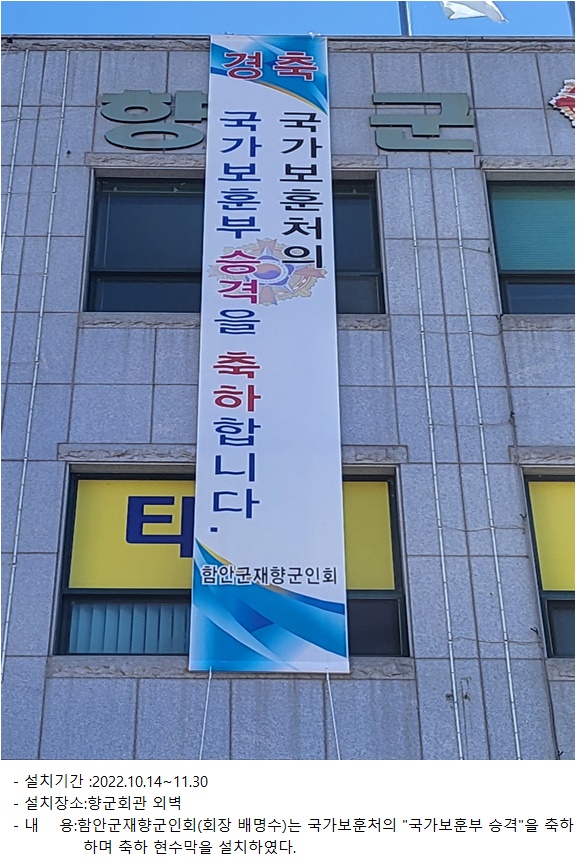 경축
향 군
국가보훈처의
국가보훈부 승격을 축하합니다.
태
함안군재향군인회
- 설치기간 :2022.10.14~11.30
- 설치장소:향군회관 외벽
- 내 용:함안군재향군인회(회장 배명수)는 국가보훈처의 "국가보훈부 승격"을 축하
하며 축하 현수막을 설치하였다.